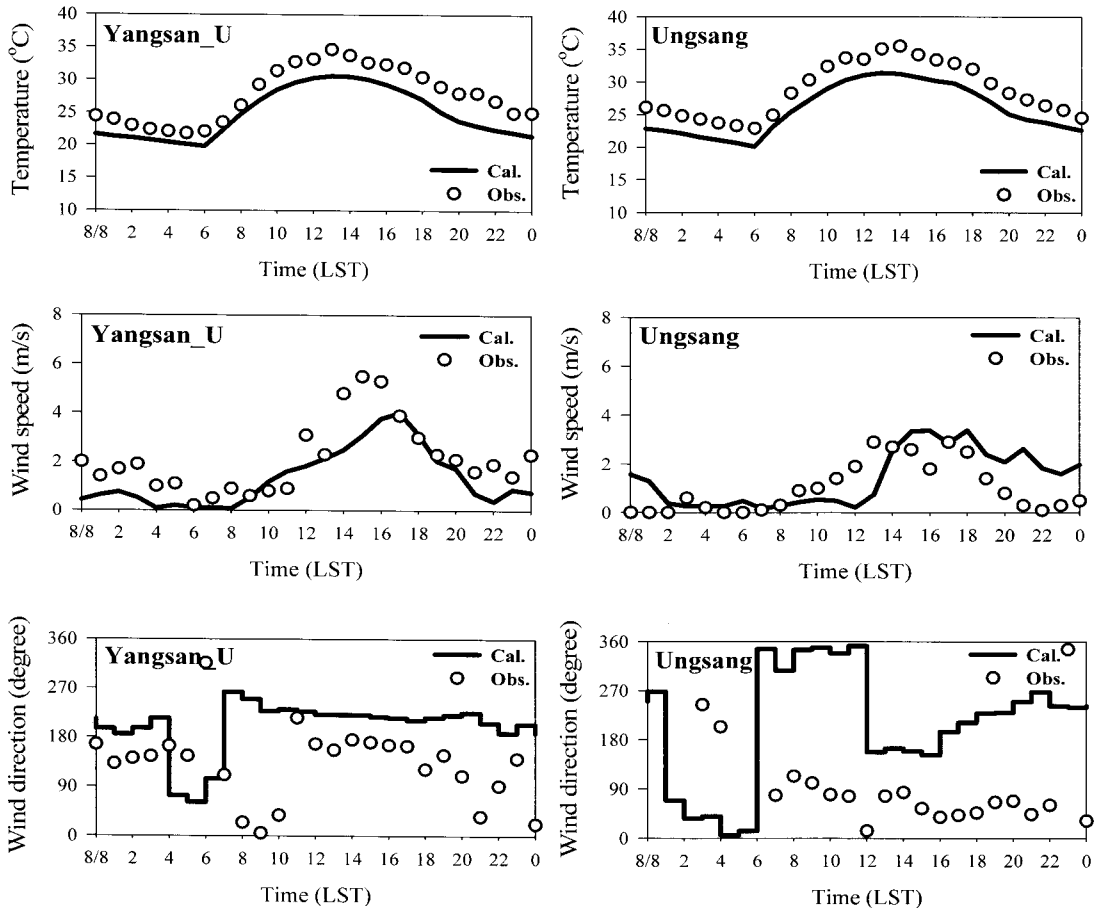 Yangsan_U
Temperature (°C)
40
35
30
25
20
15
10
Cal.
Obs.
8/8 2 4 6 8 10 12 14 16 18 20 22 0
Time (LST)
Ungsang
Temperature (°C)
40
35
30
25
20
15
10
Cal.
Obs.
8/8 2 4 6 8 10 12 14 16 18 20 22 0
Time (LST)
Yangsan_U
Wind speed (m/s)
8
6
4
2
0
Cal.
Obs.
8/8 2 4 6 8 10 12 14 16 18 20 22 0
Time (LST)
Ungsang
Wind speed (m/s)
8
6
4
2
0
Cal.
Obs.
8/8 2 4 6 8 10 12 14 16 18 20 22 0
Time (LST)
Yangsan_U
Wind direction (degree)
360
270
180
90
0
Cal.
Obs.
8/8 2 4 6 8 10 12 14 16 18 20 22 0
Time (LST)
Ungsang
Wind direction (degree)
360
270
180
90
0
Cal.
Obs.
8/8 2 4 6 8 10 12 14 16 18 20 22 0
Time (LST)